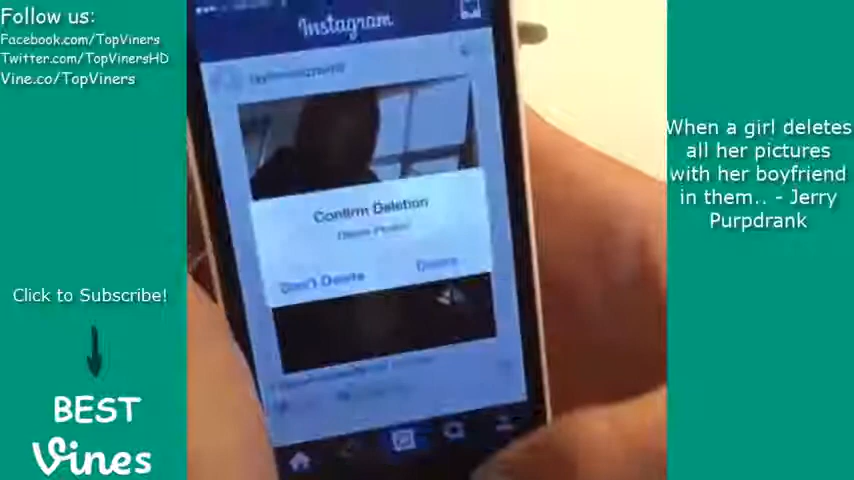 Follow us:
Facebook.com/TopViners
Twitter.com/TopVinersHD
Vine.co/TopViners
Click to Subscribe!
BEST
Vines
Instagram
Confirm Deletion
Don't Delete
Delete
When a girl deletes
all her pictures
with her boyfriend
in them.. - Jerry
Purpdrank